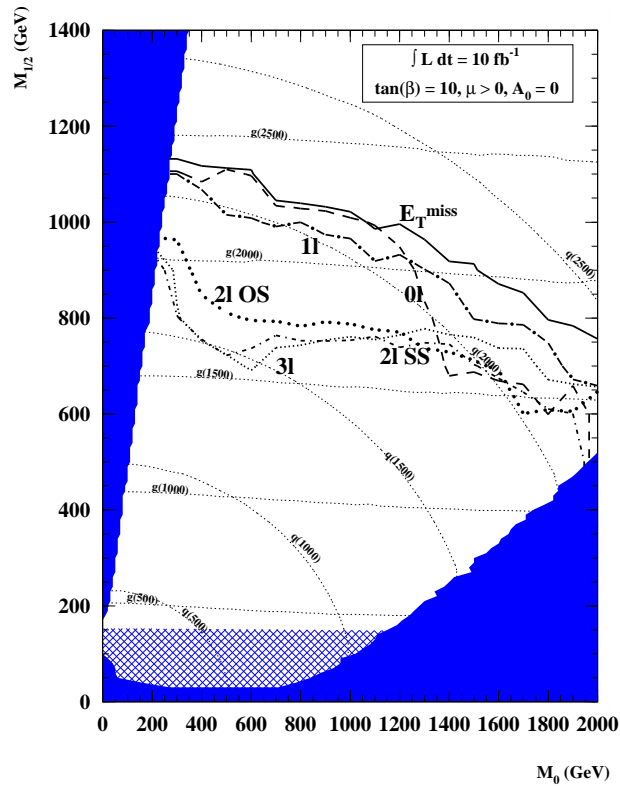 M1/2 (GeV)
1400
1200
1000
800
600
400
200
0
∫ L dt = 10 fb-1
tan(β) = 10, μ > 0, A0 = 0
g(2500)
q(2500)
ETmiss
1l
g(2000)
0l
2l OS
q(2000)
2l SS
3l
g(1500)
q(1500)
g(1000)
q(1000)
g(500)
q(500)
0 200 400 600 800 1000 1200 1400 1600 1800 2000
M0 (GeV)